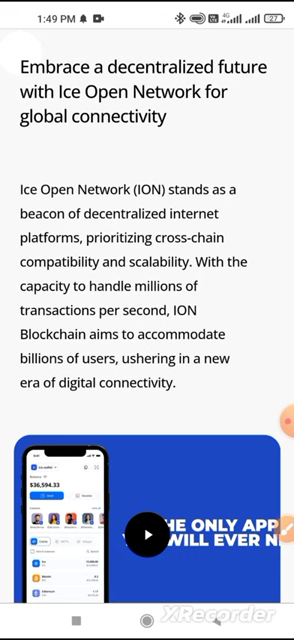 1:49 PM
4G
27
Embrace a decentralized future
with Ice Open Network for
global connectivity
Ice Open Network (ION) stands as a
beacon of decentralized internet
platforms, prioritizing cross-chain
compatibility and scalability. With the
capacity to handle millions of
transactions per second, ION
Blockchain aims to accommodate
billions of users, ushering in a new
era of digital connectivity.
$36,594.33
HE ONLY APP
WILL EVER N
XRecorder